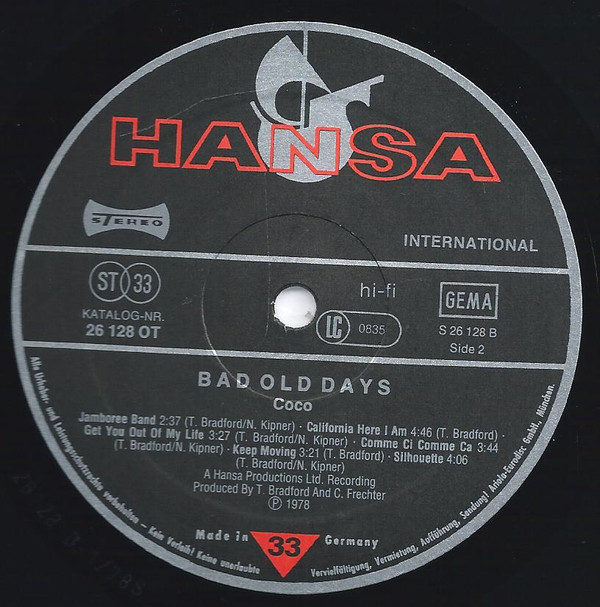 HANSA
STEREO
INTERNATIONAL
ST 33
hi-fi
GEMA
KATALOG-NR.
26 128 OT
LC 0835
S 26 128 B
Side 2
BAD OLD DAYS
Coco
Jamboree Band 2:37 (T. Bradford/N. Kipner) · California Here I Am 4:46 (T. Bradford) ·
Get You Out Of My Life 3:27 (T. Bradford/N. Kipner) · Comme Ci Comme Ca 3:44
(T. Bradford/N. Kipner) · Keep Moving 3:21 (T. Bradford) · Silhouette 4:06
(T. Bradford/N. Kipner)
A Hansa Productions Ltd. Recording
Produced By T. Bradford And C. Frechter
Ⓟ 1978
Made in 33 Germany
Alle Urheber- und Leistungsschutzrechte vorbehalten – Kein Verleih! Keine unerlaubte Vervielfältigung, Vermietung, Aufführung, Sendung! Ariola-Eurodisc GmbH., München.